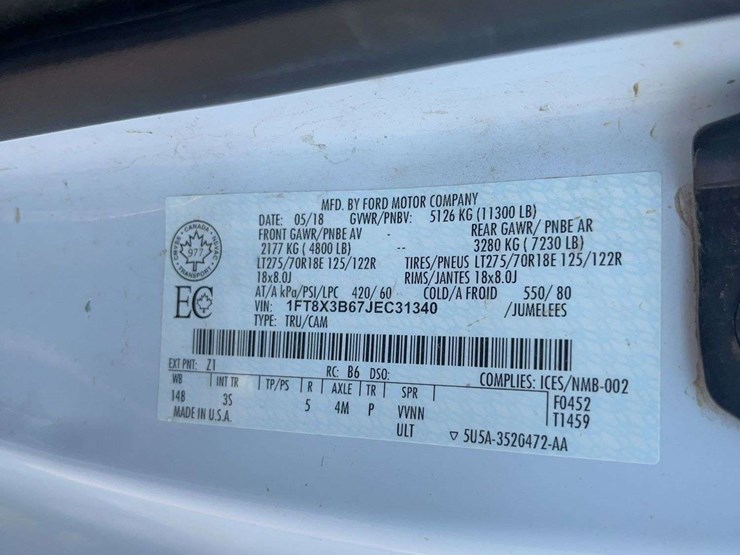 MFD. BY FORD MOTOR COMPANY
DATE: 05/18 GVWR/PNBV: 5126 KG (11300 LB)
FRONT GAWR/PNBE AV REAR GAWR/ PNBE AR
2177 KG ( 4800 LB) -- 3280 KG ( 7230 LB)
LT275/70R18E 125/122R TIRES/PNEUS LT275/70R18E 125/122R
18x8.0J RIMS/JANTES 18x8.0J
AT/A kPa/PSI/LPC 420/ 60 COLD/A FROID 550/ 80
VIN: 1FT8X3B67JEC31340 /JUMELEES
TYPE: TRU/CAM
CANADA
977
TRANSPORT
EC
EXT PNT: Z1 RC: B6 DSO: COMPLIES: ICES/NMB-002
WB INT TR TP/PS R AXLE TR SPR F0452
148 3S 5 4M P VVNN T1459
MADE IN U.S.A. ULT ▽ 5U5A-3520472-AA